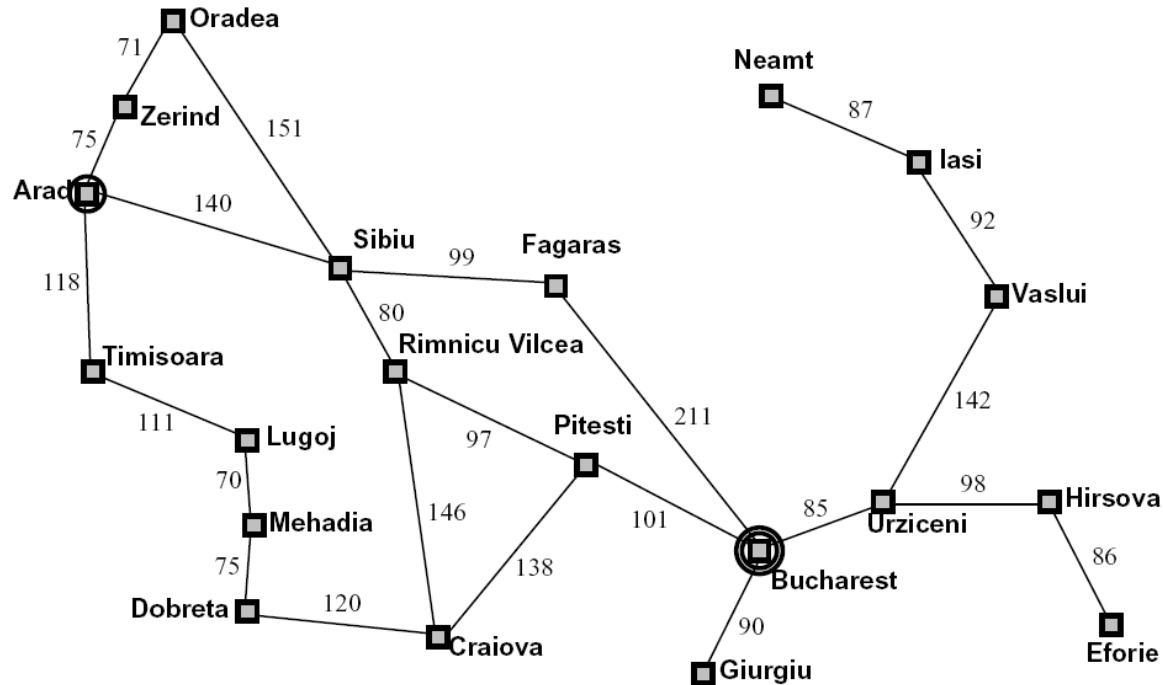 Oradea
71
Neamt
Zerind
87
75
151
Iasi
Arad
140
92
Sibiu
Fagaras
99
118
Vaslui
80
Timisoara
Rimnicu Vilcea
142
111
211
Lugoj
97
Pitesti
70
98
Hirsova
85
Urziceni
146
101
Mehadia
86
75
138
Bucharest
Dobreta
120
90
Craiova
Eforie
Giurgiu